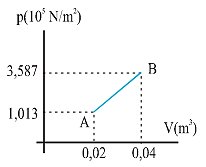 p(10⁵ N/m²)
3,587
B
1,013
A
V(m³)
0,02
0,04